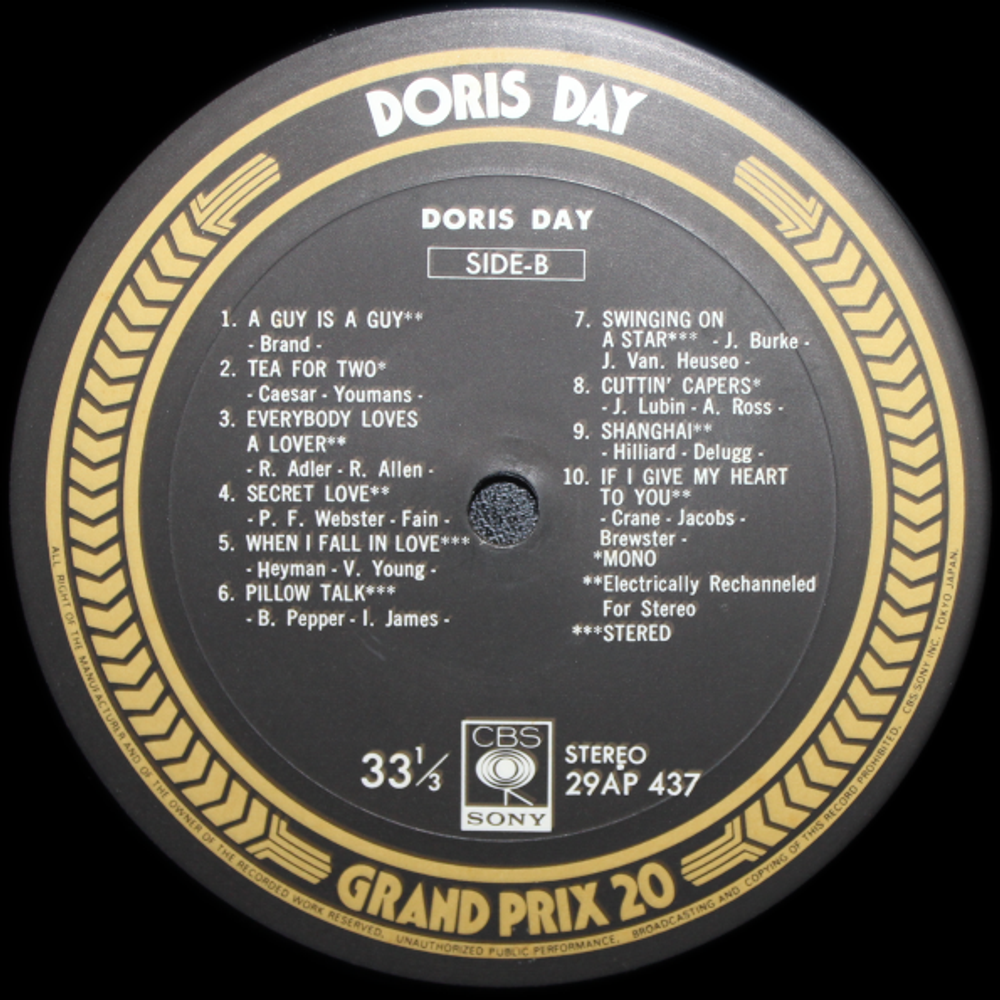 DORIS DAY
DORIS DAY
SIDE-B
1. A GUY IS A GUY**
- Brand -
2. TEA FOR TWO*
- Caesar - Youmans -
3. EVERYBODY LOVES
A LOVER**
- R. Adler - R. Allen -
4. SECRET LOVE**
- P. F. Webster - Fain -
5. WHEN I FALL IN LOVE***
- Heyman - V. Young -
6. PILLOW TALK***
- B. Pepper - I. James -
7. SWINGING ON
A STAR*** - J. Burke -
J. Van. Heuseo -
8. CUTTIN' CAPERS*
- J. Lubin - A. Ross -
9. SHANGHAI**
- Hilliard - Delugg -
10. IF I GIVE MY HEART
TO YOU**
- Crane - Jacobs -
Brewster -
*MONO
**Electrically Rechanneled
For Stereo
***STERED
33 1/3
CBS
SONY
STEREO
29AP 437
GRAND PRIX 20
ALL RIGHT OF THE MANUFACTURER AND OF THE OWNER OF THE RECORDED WORK RESERVED. UNAUTHORIZED PUBLIC PERFORMANCE, BROADCASTING AND COPYING OF THIS RECORD PROHIBITED. CBS/SONY INC. TOKYO JAPAN.